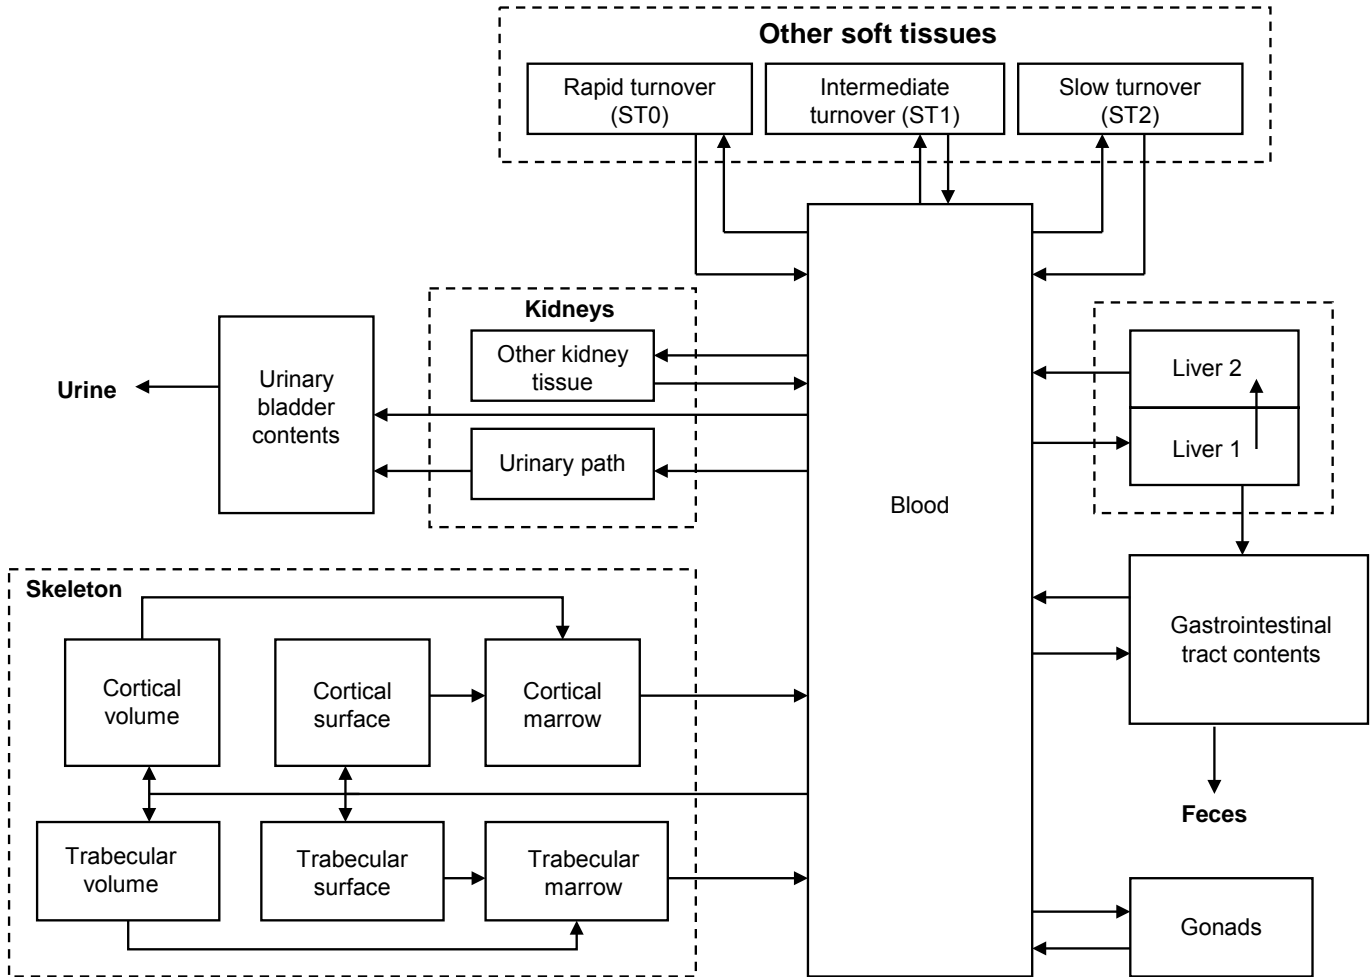 Other soft tissues
Rapid turnover
(ST0)
Intermediate
turnover (ST1)
Slow turnover
(ST2)
Kidneys
Other kidney
tissue
Urinary path
Urinary
bladder
contents
Urine
Blood
Liver 2
Liver 1
Gastrointestinal
tract contents
Feces
Gonads
Skeleton
Cortical
volume
Cortical
surface
Cortical
marrow
Trabecular
volume
Trabecular
surface
Trabecular
marrow